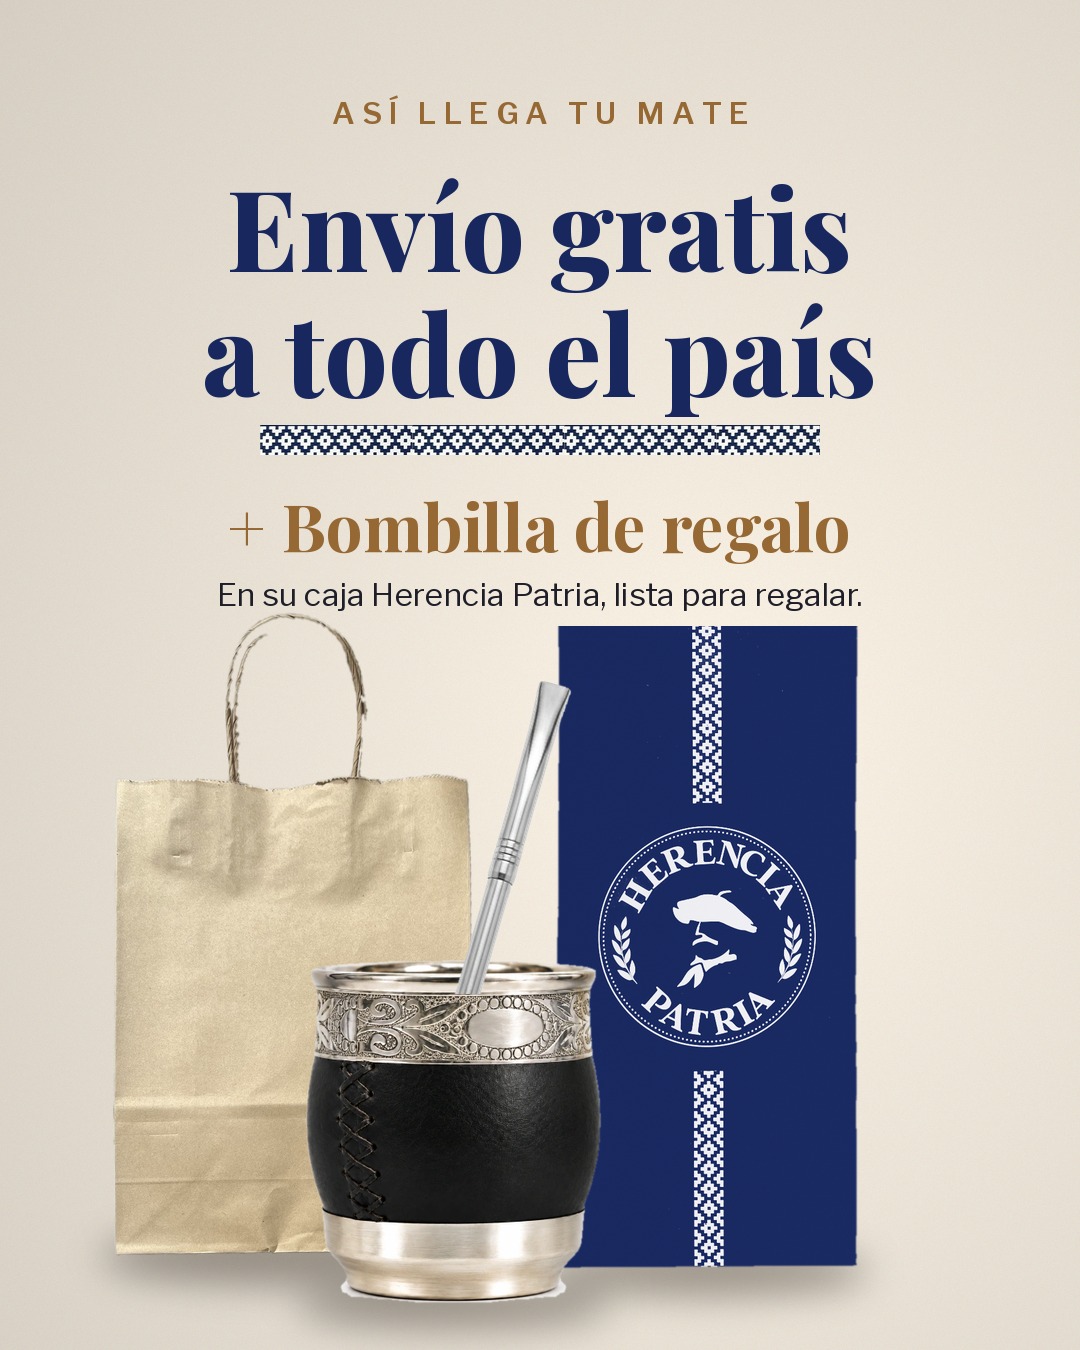 ASÍ LLEGA TU MATE
Envío gratis
a todo el país
+ Bombilla de regalo
En su caja Herencia Patria, lista para regalar.
HERENCIA
PATRIA